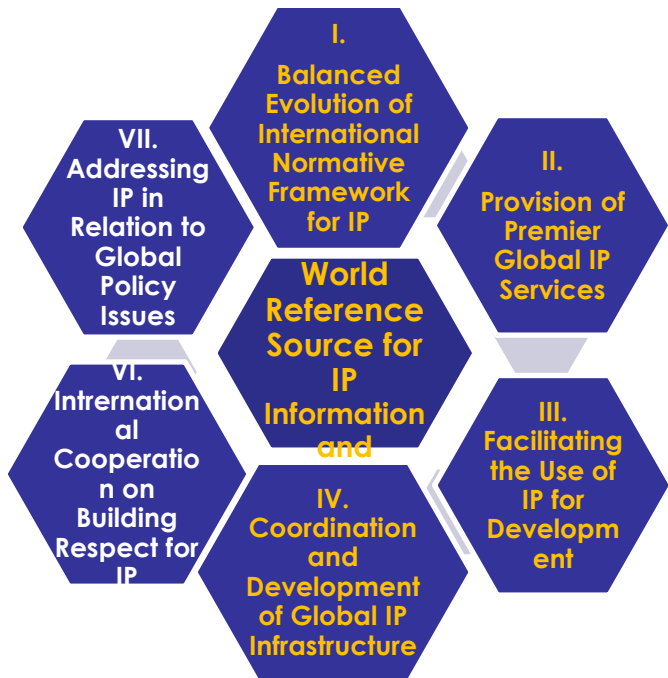 I.
Balanced
Evolution of
International
Normative
Framework
for IP
II.
Provision of
Premier
Global IP
Services
III.
Facilitating
the Use of
IP for
Developm
ent
IV.
Coordination
and
Development
of Global IP
Infrastructure
World
Reference
Source for
IP
Information
and
VI.
Intrernation
al
Cooperatio
n on
Building
Respect for
IP
VII.
Addressing
IP in
Relation to
Global
Policy
Issues